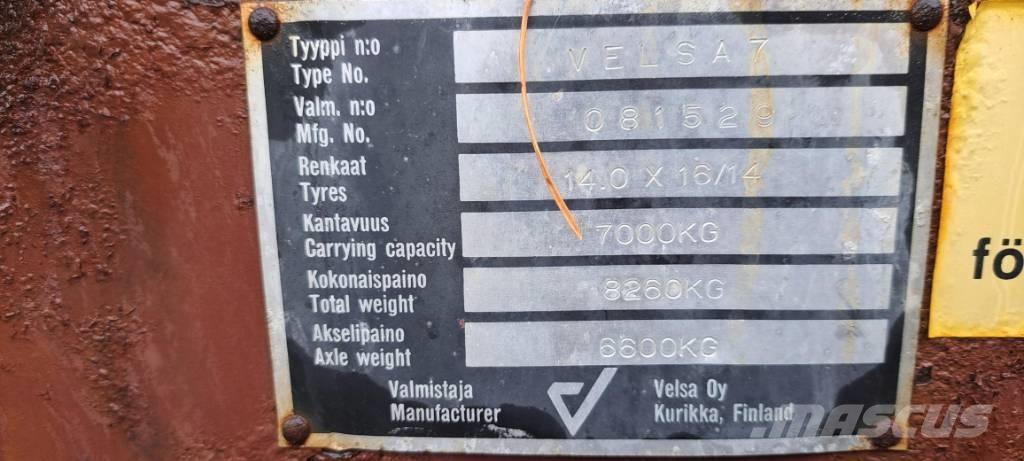 Tyyppi n:o
Type No. VELSA7
Valm. n:o
Mfg. No. 081529
Renkaat
Tyres 14.0 X 16/14
Kantavuus
Carrying capacity 7000KG
Kokonaispaino
Total weight 8260KG
Akselipaino
Axle weight 6600KG
Valmistaja Velsa Oy
Manufacturer Kurikka, Finland
fö
MASCUS